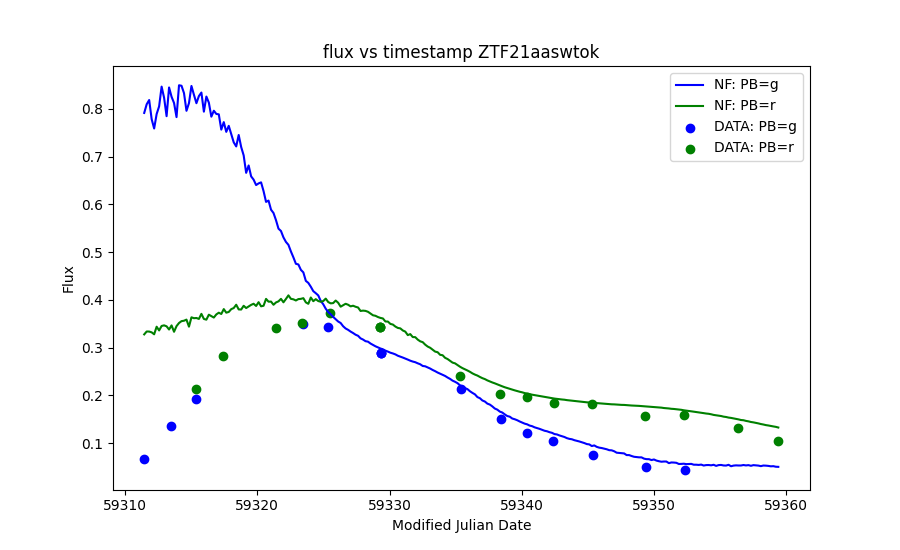 flux vs timestamp ZTF21aaswtok
NF: PB=g
NF: PB=r
DATA: PB=g
DATA: PB=r
0.8
0.7
0.6
0.5
0.4
0.3
0.2
0.1
Flux
59310 59320 59330 59340 59350 59360
Modified Julian Date